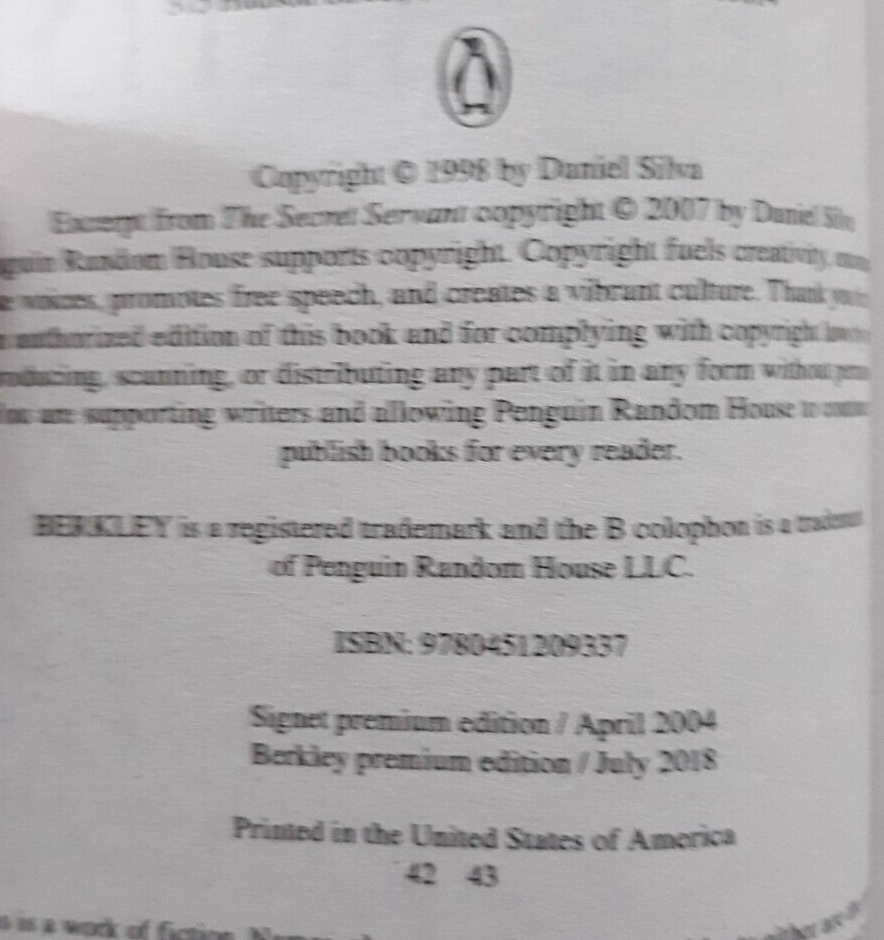 Copyright © 1998 by Daniel Silva
Excerpt from The Secret Servant copyright © 2007 by Daniel
Random House supports copyright. Copyright fuels creativity,
voices, promotes free speech, and creates a vibrant culture. Thank
authorized edition of this book and for complying with copyright
scanning, or distributing any part of it in any form without
are supporting writers and allowing Penguin Random House to
publish books for every reader.
BERKLEY is a registered trademark and the B colophon is a
of Penguin Random House LLC.
ISBN: 9780451209337
Signet premium edition / April 2004
Berkley premium edition / July 2018
Printed in the United States of America
42 43
is a work of fiction.